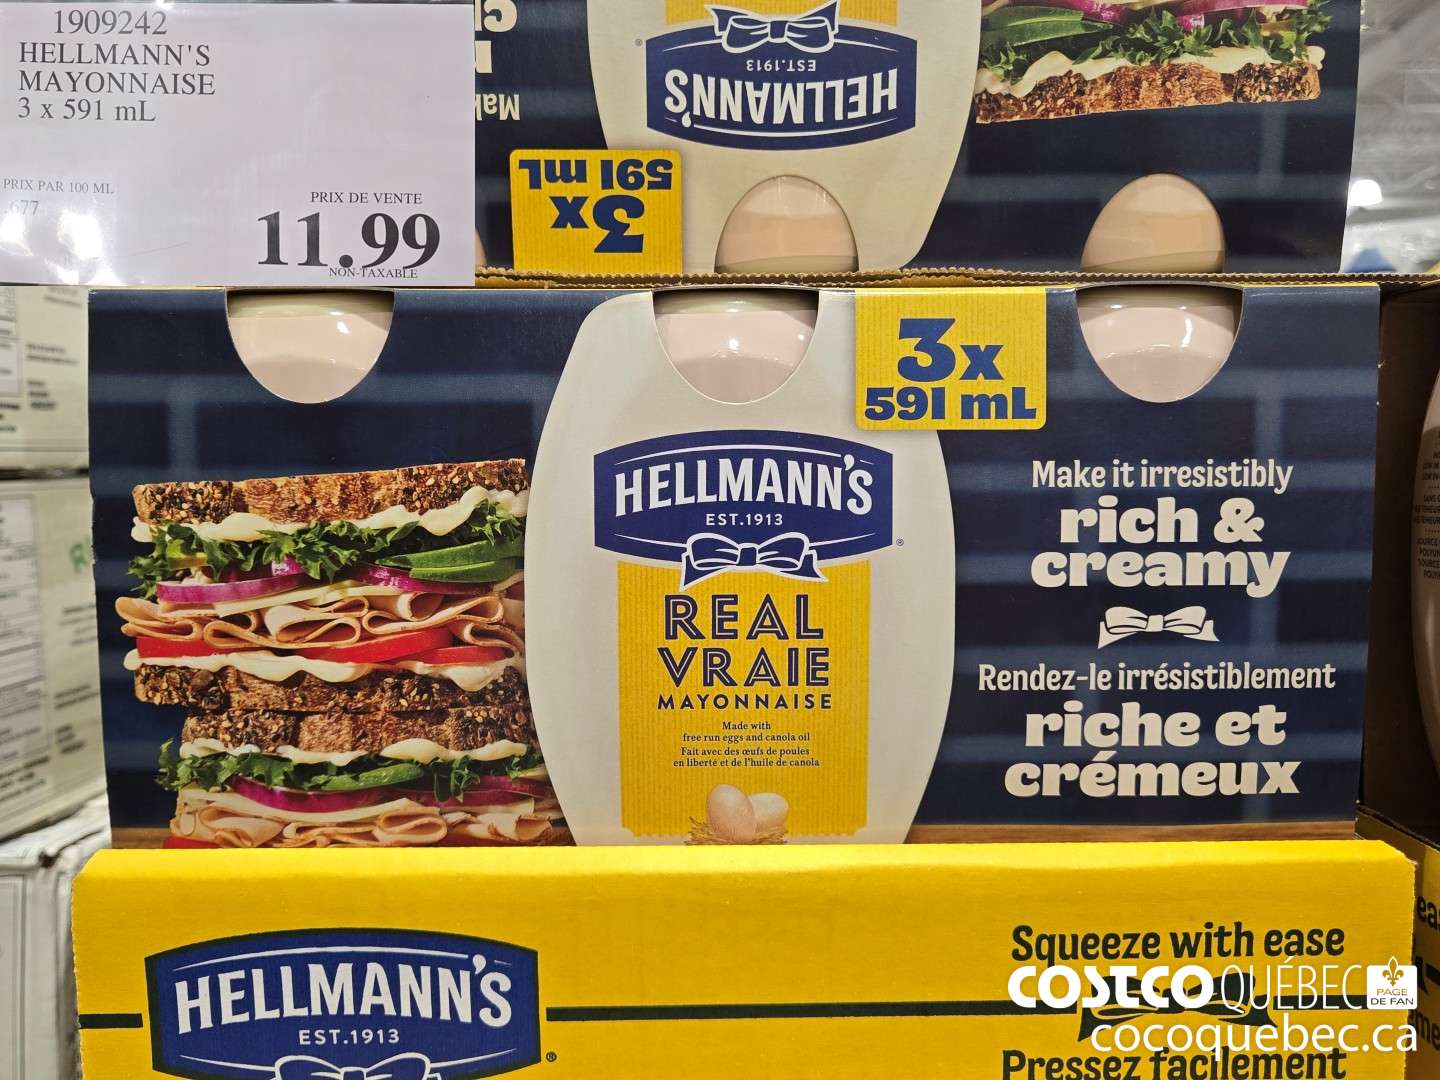 1909242
HELLMANN'S
MAYONNAISE
3 x 591 mL
PRIX PAR 100 ML
.677
PRIX DE VENTE
11.99
NON-TAXABLE
HELLMANN'S
EST.1913
3x
591 mL
3x
591 mL
HELLMANN'S
EST.1913
REAL
VRAIE
MAYONNAISE
Made with
free run eggs and canola oil
Fait avec des œufs de poules
en liberté et de l'huile de canola
Make it irresistibly
rich &
creamy
Rendez-le irrésistiblement
riche et
crémeux
HELLMANN'S
EST.1913
Squeeze with ease
Pressez facilement
COSTCO QUÉBEC PAGE DE FAN
cocoquebec.ca